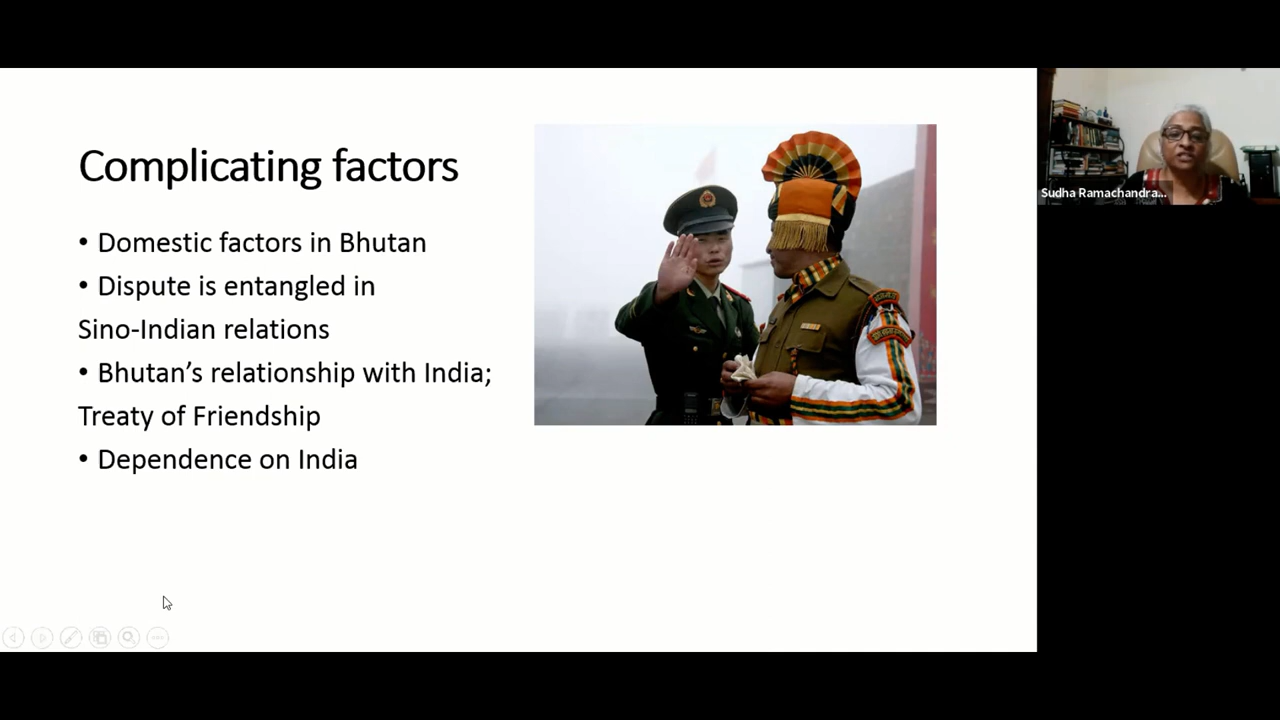 Complicating factors
• Domestic factors in Bhutan
• Dispute is entangled in
Sino-Indian relations
• Bhutan’s relationship with India;
Treaty of Friendship
• Dependence on India
Sudha Ramachandra...